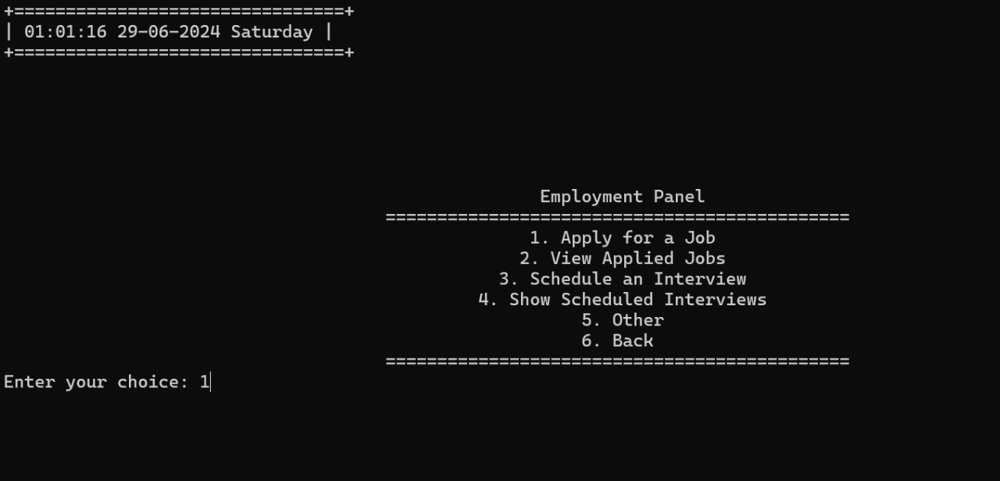 +================================+
| 01:01:16 29-06-2024 Saturday |
+================================+
Employment Panel
=============================================
1. Apply for a Job
2. View Applied Jobs
3. Schedule an Interview
4. Show Scheduled Interviews
5. Other
6. Back
=============================================
Enter your choice: 1